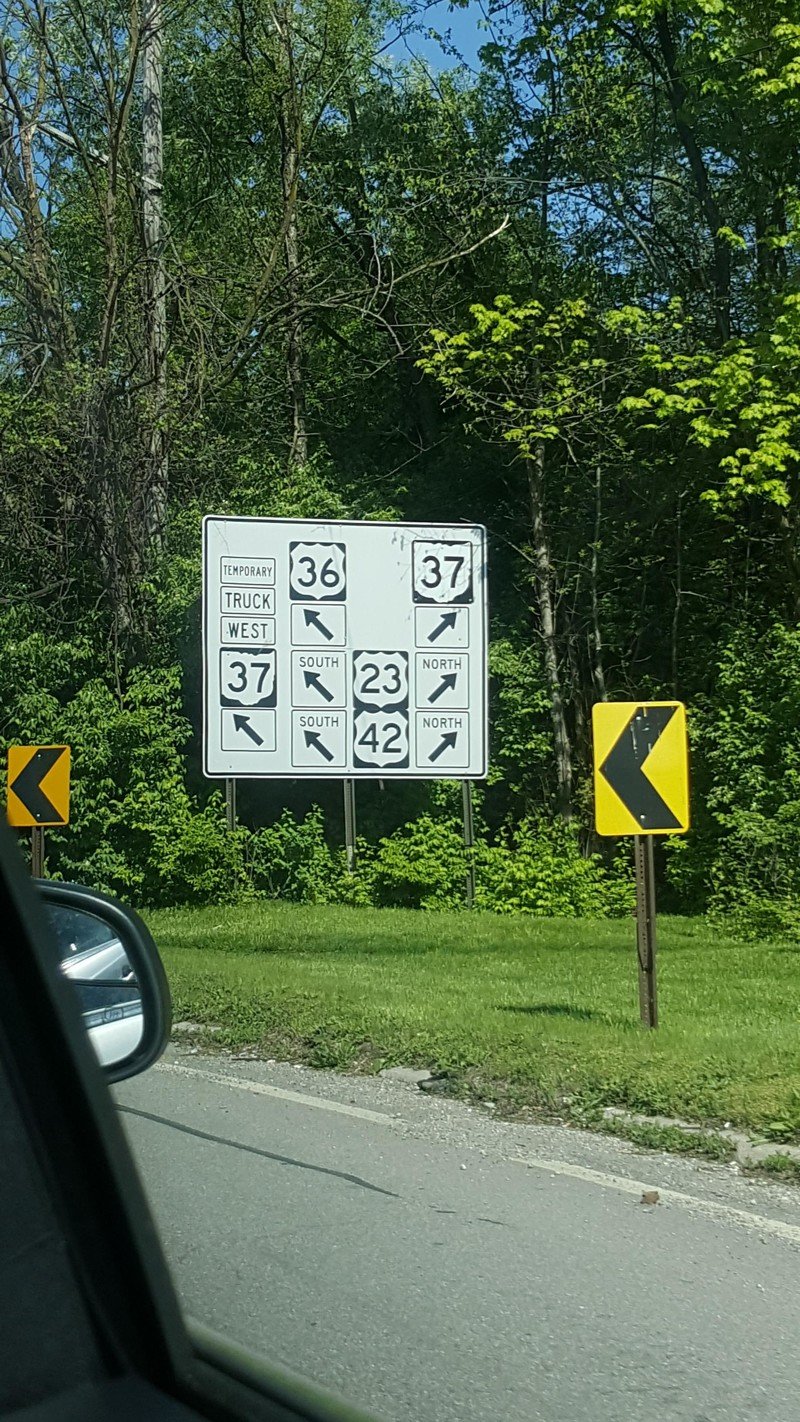 TEMPORARY
TRUCK
WEST
37
36
37
SOUTH
23
NORTH
SOUTH
42
NORTH